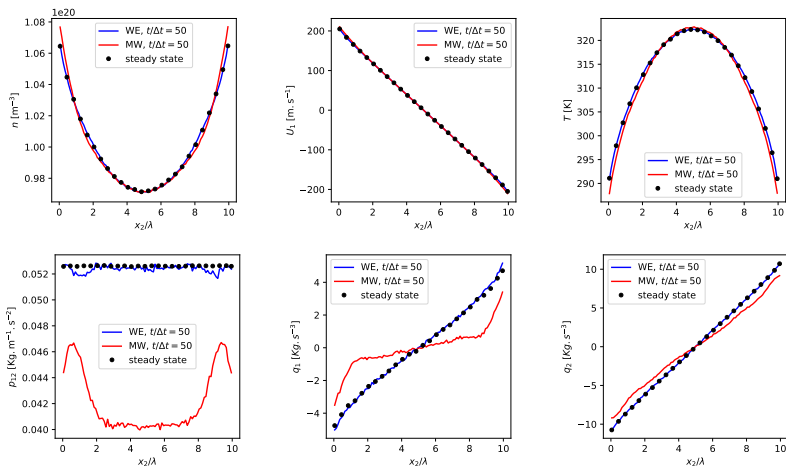 1e20
1.08
1.06
1.04
1.02
1.00
0.98
n [m⁻³]
0 2 4 6 8 10
x₂/λ
WE, t/Δt = 50
MW, t/Δt = 50
steady state
200
100
0
−100
−200
U₁ [m.s⁻¹]
0 2 4 6 8 10
x₂/λ
WE, t/Δt = 50
MW, t/Δt = 50
steady state
320
315
310
305
300
295
290
T [K]
0 2 4 6 8 10
x₂/λ
WE, t/Δt = 50
MW, t/Δt = 50
steady state
0.052
0.050
0.048
0.046
0.044
0.042
0.040
p₁₂ [Kg.m⁻¹.s⁻²]
0 2 4 6 8 10
x₂/λ
WE, t/Δt = 50
MW, t/Δt = 50
steady state
4
2
0
−2
−4
q₁ [Kg.s⁻³]
0 2 4 6 8 10
x₂/λ
WE, t/Δt = 50
MW, t/Δt = 50
steady state
10
5
0
−5
−10
q₂ [Kg.s⁻³]
0 2 4 6 8 10
x₂/λ
WE, t/Δt = 50
MW, t/Δt = 50
steady state